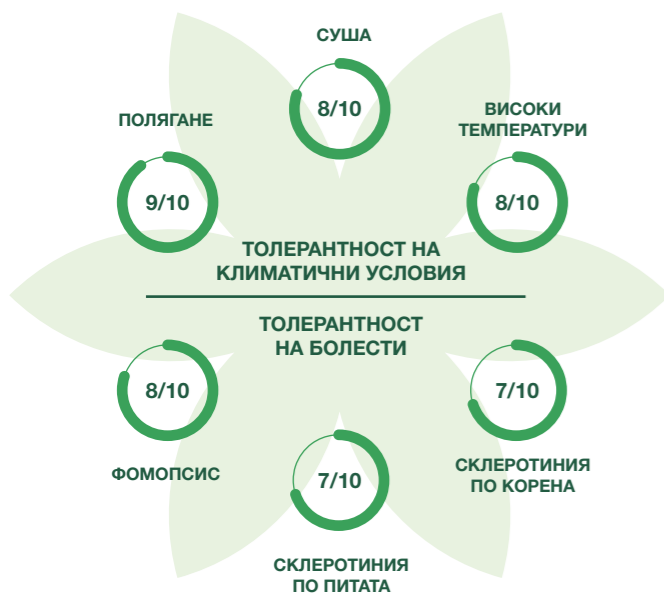 СУША
8/10
ПОЛЯГАНЕ
9/10
ВИСОКИ
ТЕМПЕРАТУРИ
8/10
ТОЛЕРАНТНОСТ НА
КЛИМАТИЧНИ УСЛОВИЯ
ТОЛЕРАНТНОСТ
НА БОЛЕСТИ
8/10
ФОМОПСИС
7/10
СКЛЕРОТИНИЯ
ПО ПИТАТА
7/10
СКЛЕРОТИНИЯ
ПО КОРЕНА